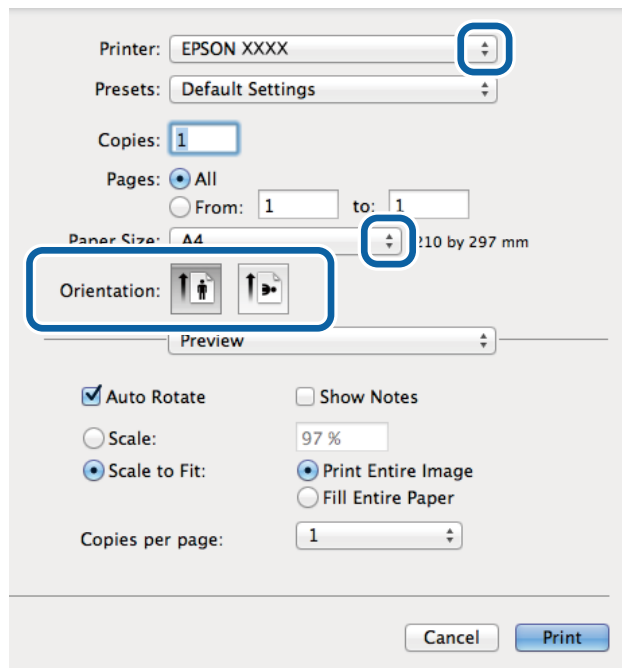 Printer: EPSON XXXX
Presets: Default Settings
Copies: 1
Pages: All
From: 1 to: 1
Paper Size: A4 210 by 297 mm
Orientation:
Preview
Auto Rotate Show Notes
Scale: 97 %
Scale to Fit: Print Entire Image
Fill Entire Paper
Copies per page: 1
Cancel Print